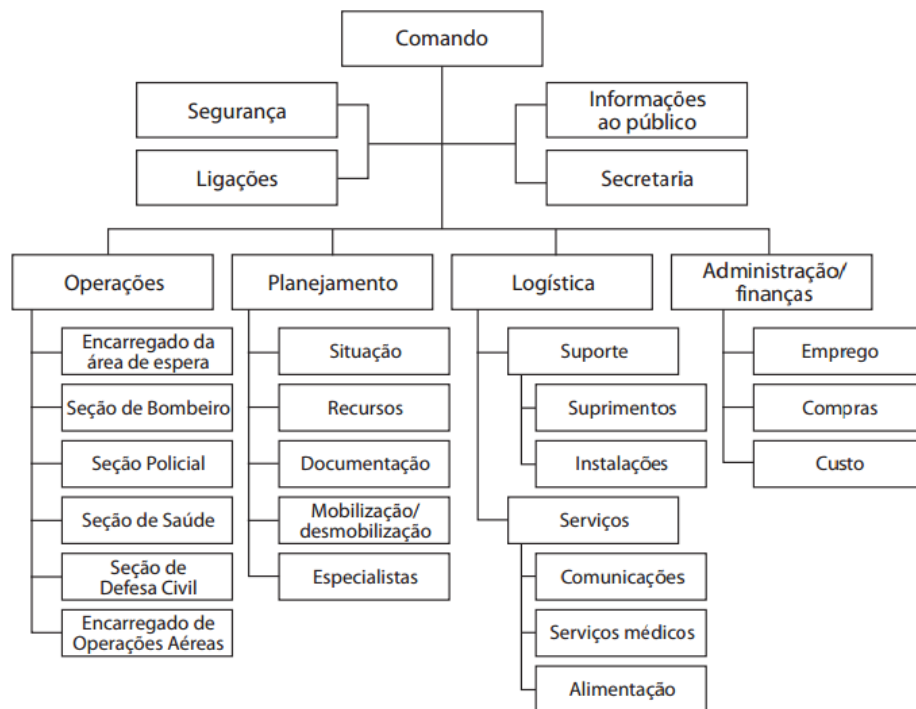 Comando
Segurança
Informações
ao público
Ligações
Secretaria
Operações
Planejamento
Logística
Administração/
finanças
Encarregado da
área de espera
Seção de Bombeiro
Seção Policial
Seção de Saúde
Seção de
Defesa Civil
Encarregado de
Operações Aéreas
Situação
Recursos
Documentação
Mobilização/
desmobilização
Especialistas
Suporte
Suprimentos
Instalações
Serviços
Comunicações
Serviços médicos
Alimentação
Emprego
Compras
Custo